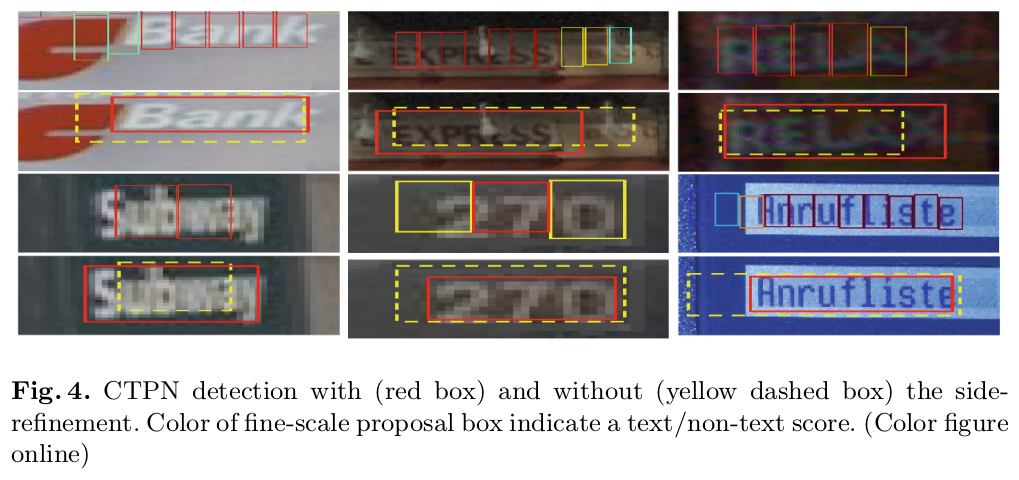 Bank
EXPRESS
RELAX
Bank
EXPRESS
RELAX
Subway
270
Anrufliste
Subway
270
Anrufliste
Fig. 4. CTPN detection with (red box) and without (yellow dashed box) the side-
refinement. Color of fine-scale proposal box indicate a text/non-text score. (Color figure
online)